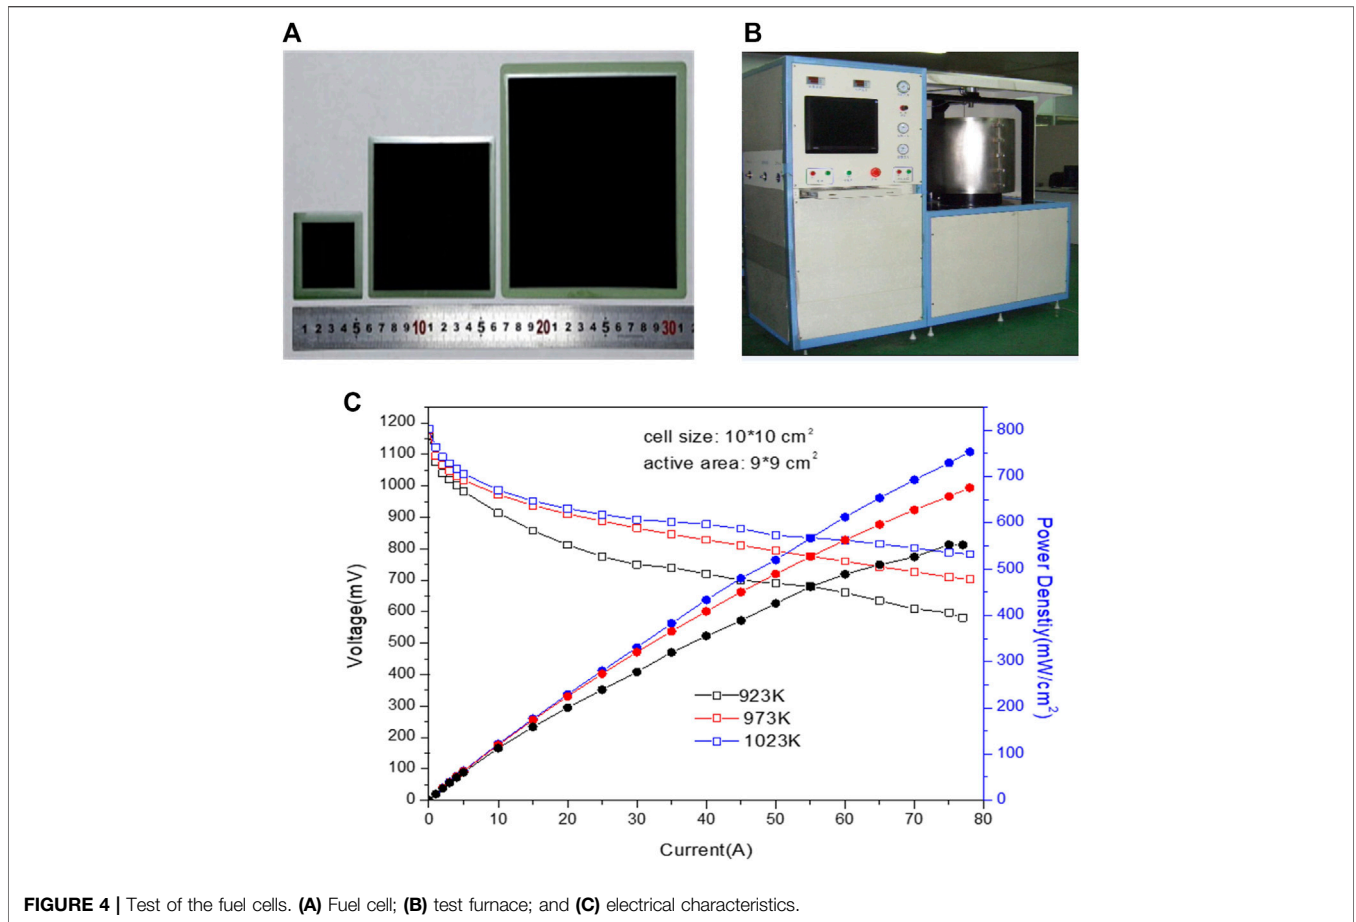 A
B
1 2 3 4 5 6 7 8 9 10 1 2 3 4 5 6 7 8 9 20 1 2 3 4 5 6 7 8 9 30 1
C
1200
1100
1000
900
800
700
600
500
400
300
200
100
0
Voltage(mV)
cell size: 10*10 cm²
active area: 9*9 cm²
923K
973K
1023K
800
700
600
500
400
300
200
100
0
Power Denstiy(mW/cm²)
0 10 20 30 40 50 60 70 80
Current(A)
FIGURE 4 | Test of the fuel cells. (A) Fuel cell; (B) test furnace; and (C) electrical characteristics.